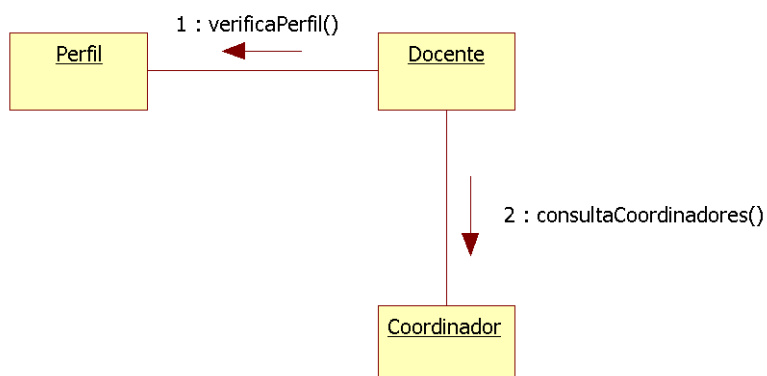 1 : verificaPerfil()
Perfil
Docente
2 : consultaCoordinadores()
Coordinador